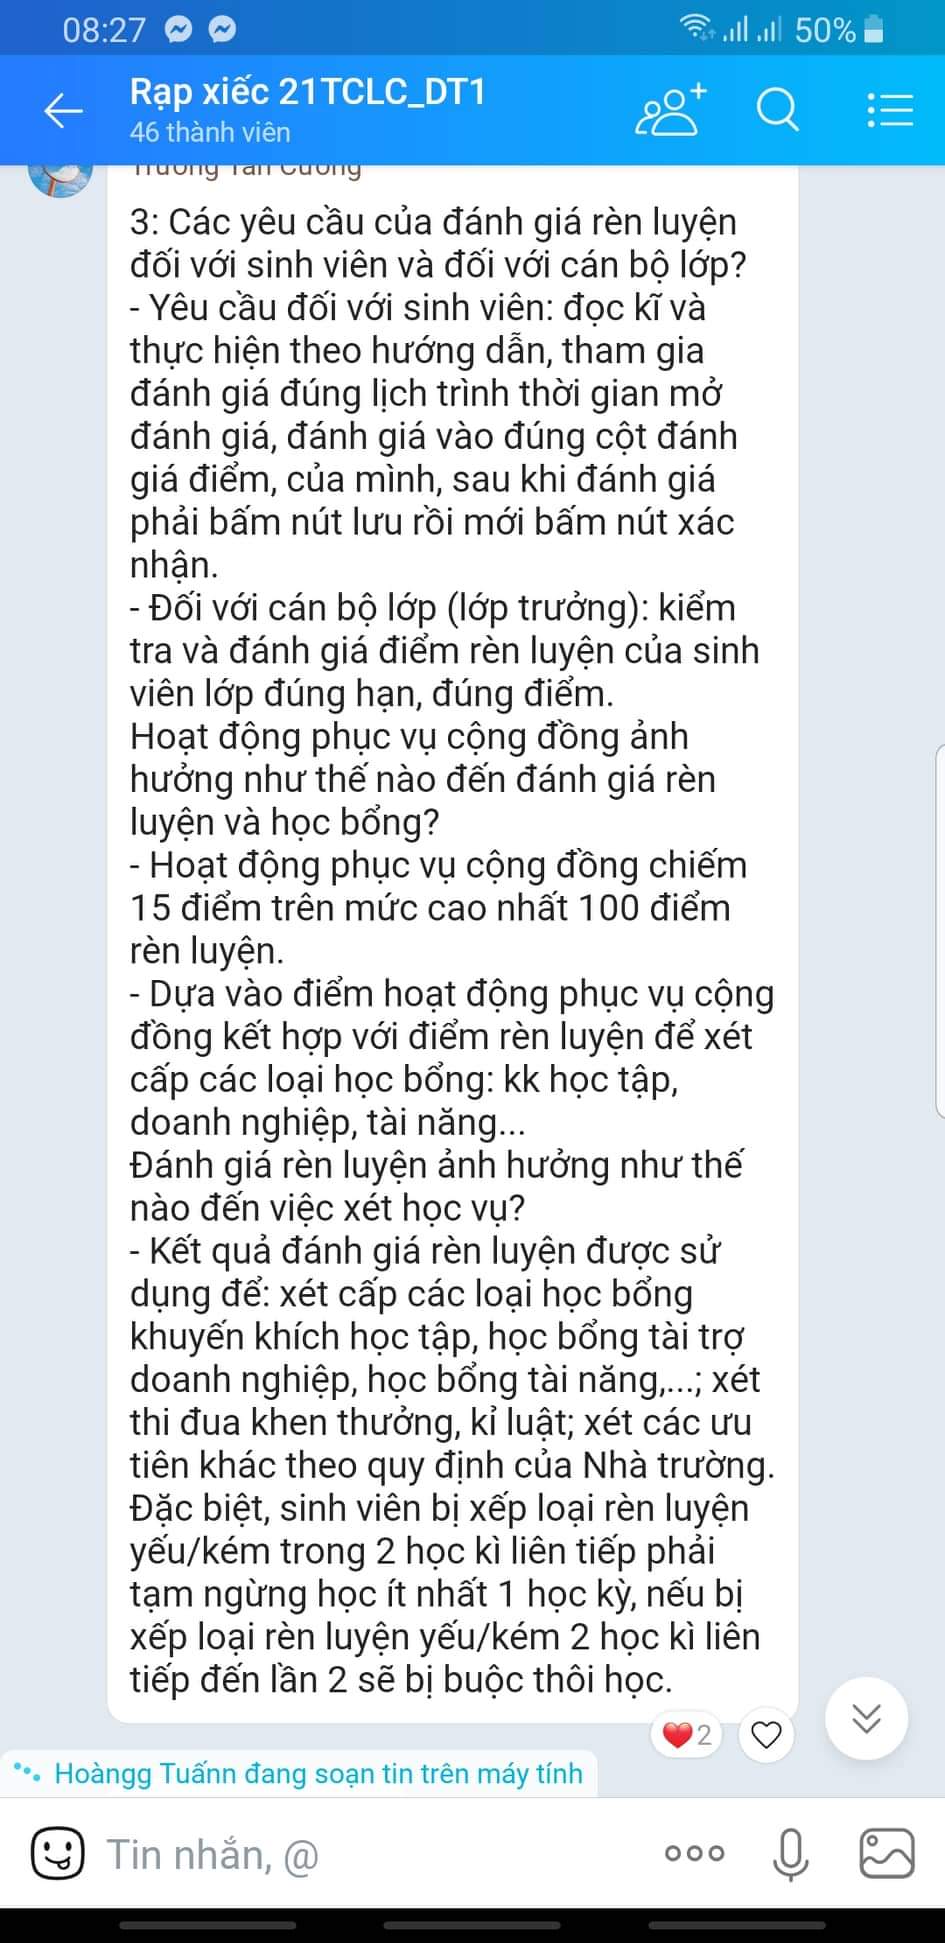 08:27
50%
Rạp xiếc 21TCLC_DT1
46 thành viên
Trương Tấn Cường
3: Các yêu cầu của đánh giá rèn luyện
đối với sinh viên và đối với cán bộ lớp?
- Yêu cầu đối với sinh viên: đọc kĩ và
thực hiện theo hướng dẫn, tham gia
đánh giá đúng lịch trình thời gian mở
đánh giá, đánh giá vào đúng cột đánh
giá điểm, của mình, sau khi đánh giá
phải bấm nút lưu rồi mới bấm nút xác
nhận.
- Đối với cán bộ lớp (lớp trưởng): kiểm
tra và đánh giá điểm rèn luyện của sinh
viên lớp đúng hạn, đúng điểm.
Hoạt động phục vụ cộng đồng ảnh
hưởng như thế nào đến đánh giá rèn
luyện và học bổng?
- Hoạt động phục vụ cộng đồng chiếm
15 điểm trên mức cao nhất 100 điểm
rèn luyện.
- Dựa vào điểm hoạt động phục vụ cộng
đồng kết hợp với điểm rèn luyện để xét
cấp các loại học bổng: kk học tập,
doanh nghiệp, tài năng...
Đánh giá rèn luyện ảnh hưởng như thế
nào đến việc xét học vụ?
- Kết quả đánh giá rèn luyện được sử
dụng để: xét cấp các loại học bổng
khuyến khích học tập, học bổng tài trợ
doanh nghiệp, học bổng tài năng,...; xét
thi đua khen thưởng, kỉ luật; xét các ưu
tiên khác theo quy định của Nhà trường.
Đặc biệt, sinh viên bị xếp loại rèn luyện
yếu/kém trong 2 học kì liên tiếp phải
tạm ngừng học ít nhất 1 học kỳ, nếu bị
xếp loại rèn luyện yếu/kém 2 học kì liên
tiếp đến lần 2 sẽ bị buộc thôi học.
2
Hoàngg Tuấnn đang soạn tin trên máy tính
Tin nhắn, @